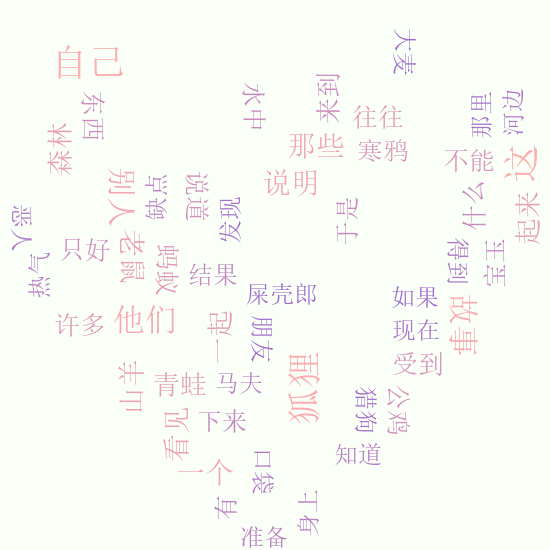 大麦
自己
水中
来到
东西
往往
那里
河边
森林
那些
寒鸦
不能
这
别人
说道
说明
什么
起来
发现
于是
恶人
只好
老鼠
蚂蚁
结果
得到
宝玉
屎壳郎
如果
许多
他们
一起
朋友
现在
故事
受到
山羊
青蛙
马夫
狐狸
猎狗
公鸡
看见
下来
知道
一个
口袋
有
身上
准备